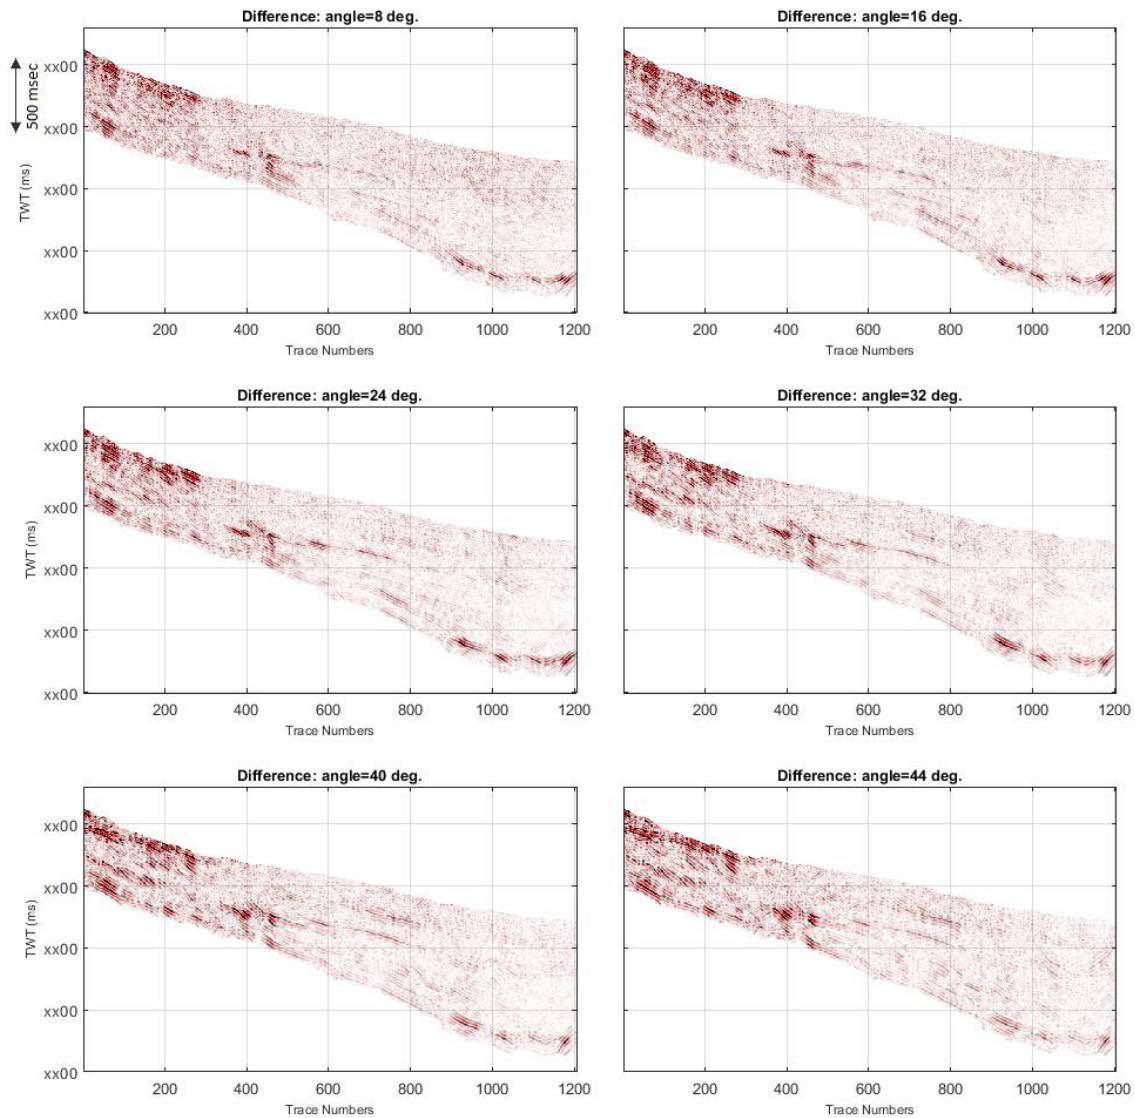 Difference: angle=8 deg.
500 msec
TWT (ms)
xx00
xx00
xx00
xx00
xx00
200 400 600 800 1000 1200
Trace Numbers
Difference: angle=16 deg.
200 400 600 800 1000 1200
Trace Numbers
Difference: angle=24 deg.
TWT (ms)
xx00
xx00
xx00
xx00
xx00
200 400 600 800 1000 1200
Trace Numbers
Difference: angle=32 deg.
200 400 600 800 1000 1200
Trace Numbers
Difference: angle=40 deg.
TWT (ms)
xx00
xx00
xx00
xx00
xx00
200 400 600 800 1000 1200
Trace Numbers
Difference: angle=44 deg.
200 400 600 800 1000 1200
Trace Numbers